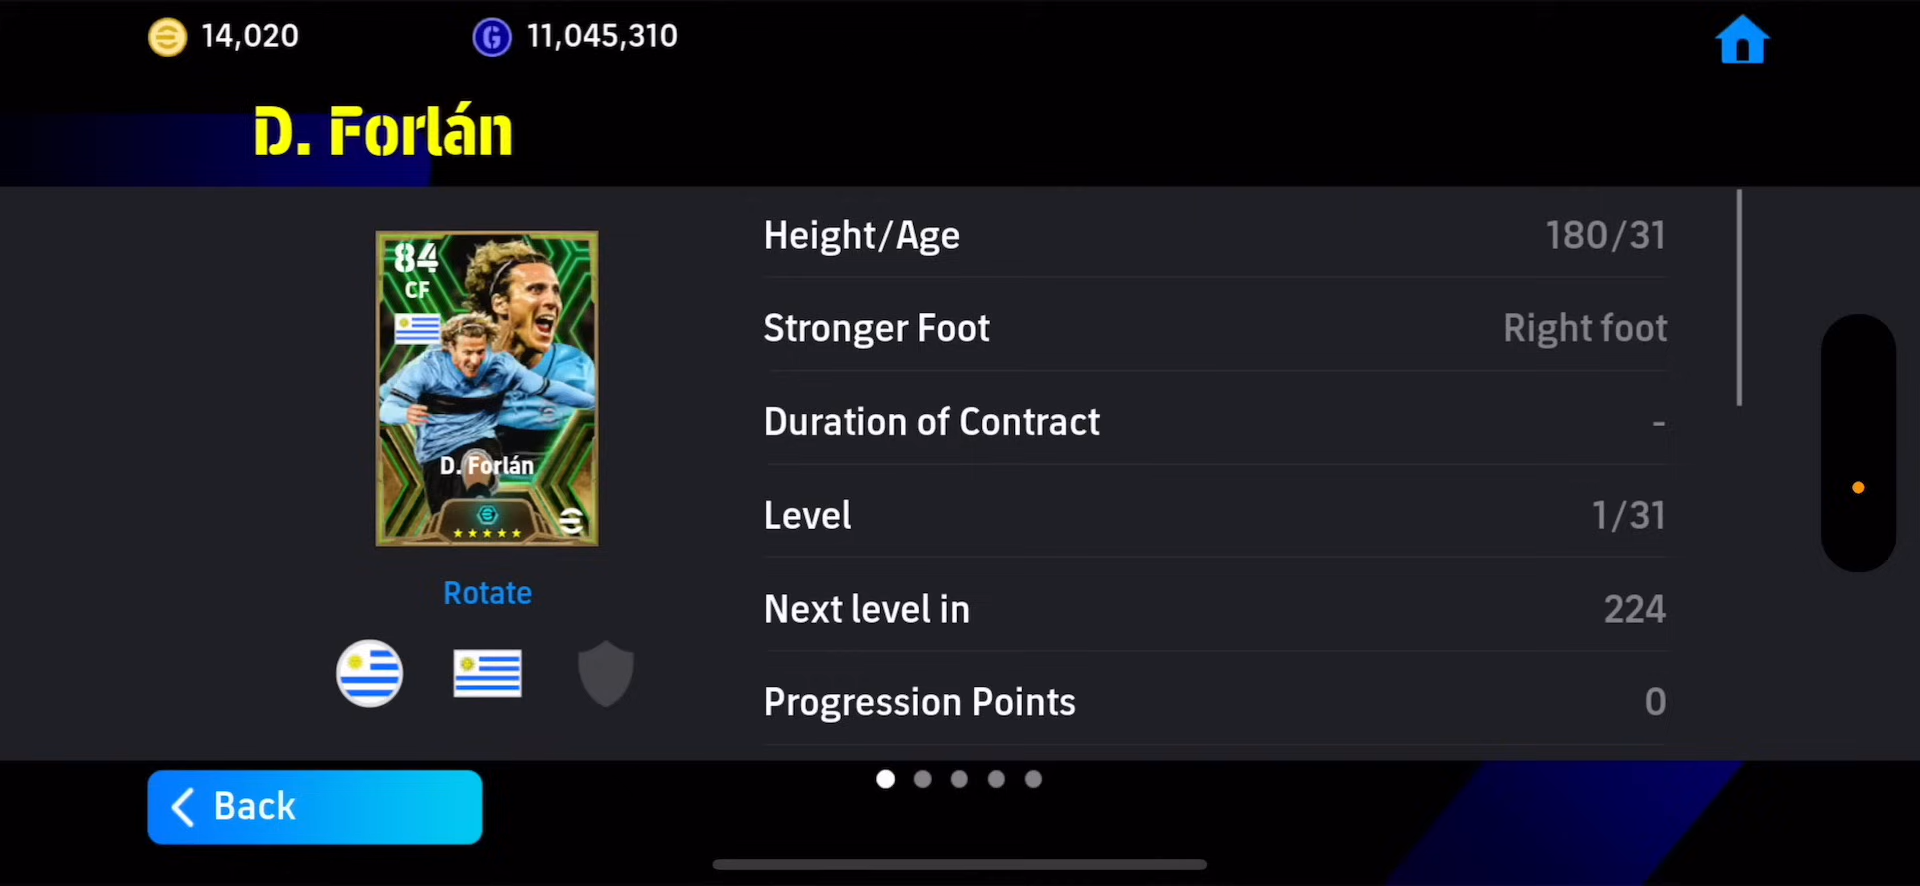 14,020
11,045,310
D. Forlán
84
CF
D. Forlán
Rotate
Height/Age 180/31
Stronger Foot Right foot
Duration of Contract -
Level 1/31
Next level in 224
Progression Points 0
Back